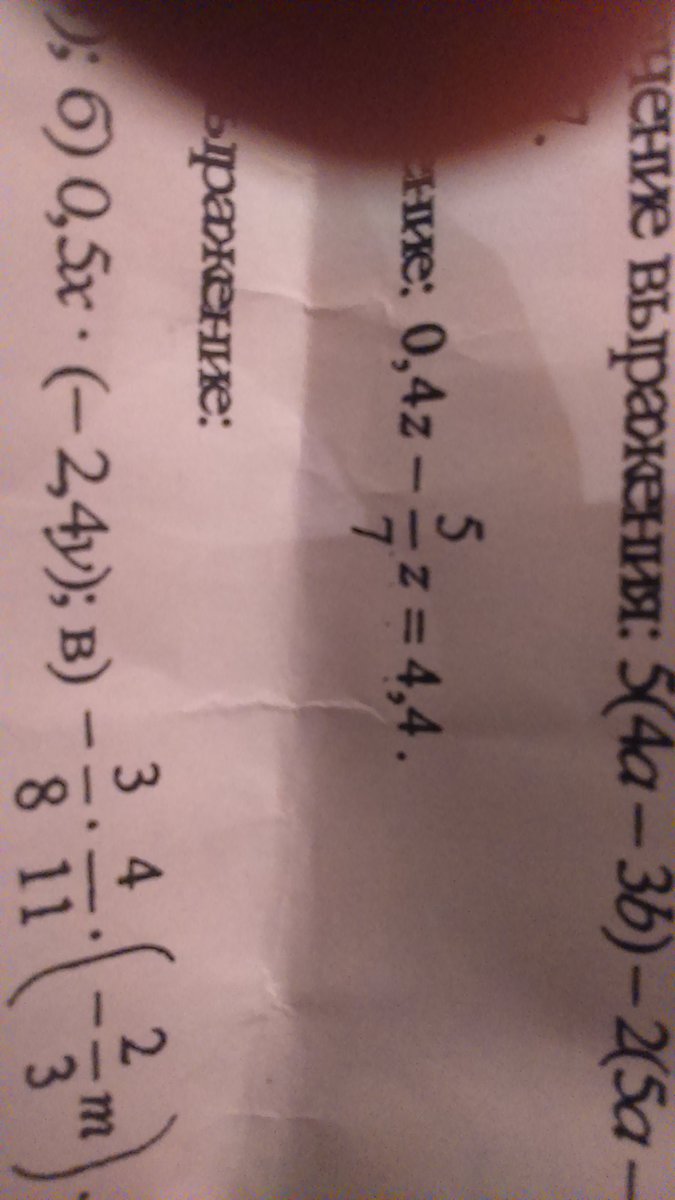 чение выражения: 5(4a − 3b) − 2(5a −
ение: 0,4z − 5/7 z = 4,4.
ыражение:
); б) 0,5x · (−2,4y); в) −3/8 · 4/11 · (−2/3 m).